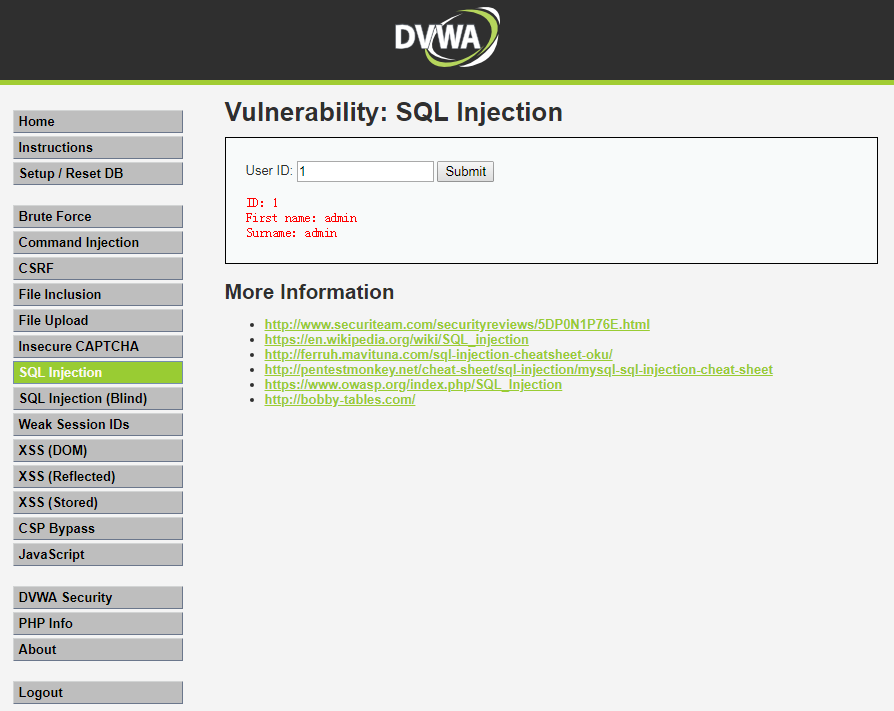 DVWA
Home
Instructions
Setup / Reset DB
Brute Force
Command Injection
CSRF
File Inclusion
File Upload
Insecure CAPTCHA
SQL Injection
SQL Injection (Blind)
Weak Session IDs
XSS (DOM)
XSS (Reflected)
XSS (Stored)
CSP Bypass
JavaScript
DVWA Security
PHP Info
About
Logout
Vulnerability: SQL Injection
User ID: 1 Submit
ID: 1
First name: admin
Surname: admin
More Information
http://www.securiteam.com/securityreviews/5DP0N1P76E.html
https://en.wikipedia.org/wiki/SQL_injection
http://ferruh.mavituna.com/sql-injection-cheatsheet-oku/
http://pentestmonkey.net/cheat-sheet/sql-injection/mysql-sql-injection-cheat-sheet
https://www.owasp.org/index.php/SQL_Injection
http://bobby-tables.com/